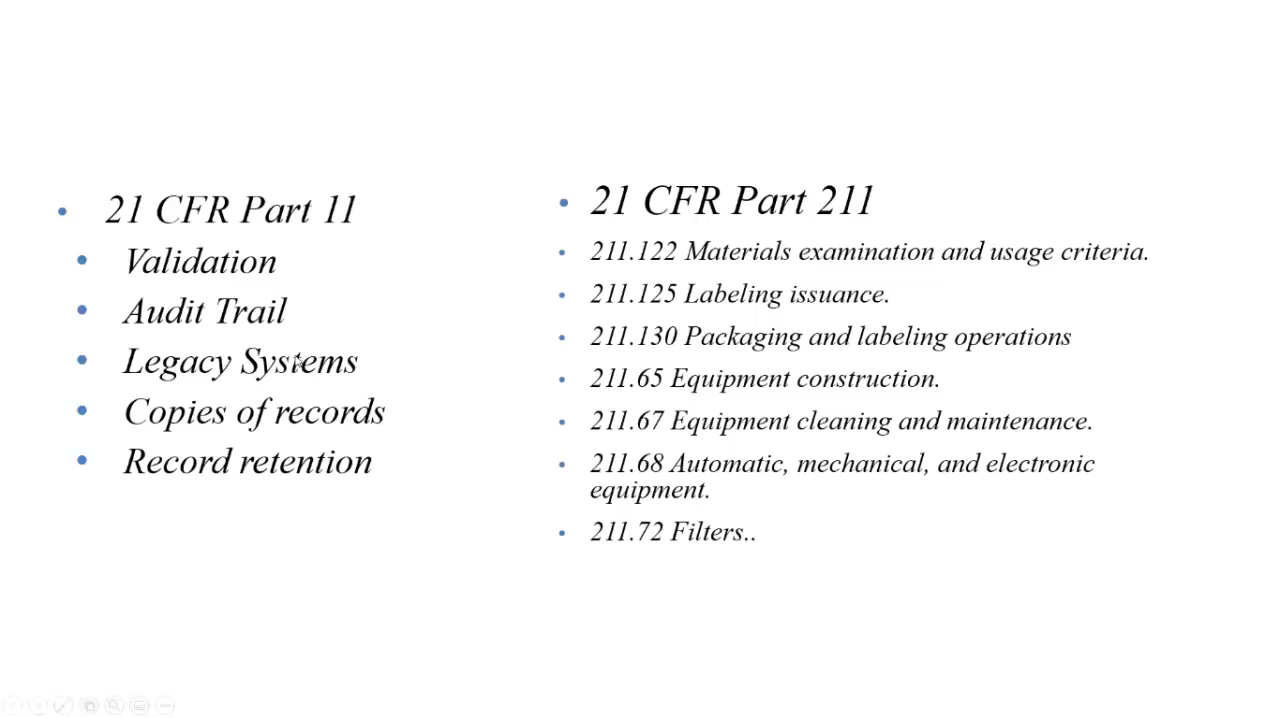 • 21 CFR Part 11
• Validation
• Audit Trail
• Legacy Systems
• Copies of records
• Record retention
• 21 CFR Part 211
• 211.122 Materials examination and usage criteria.
• 211.125 Labeling issuance.
• 211.130 Packaging and labeling operations
• 211.65 Equipment construction.
• 211.67 Equipment cleaning and maintenance.
• 211.68 Automatic, mechanical, and electronic
equipment.
• 211.72 Filters..